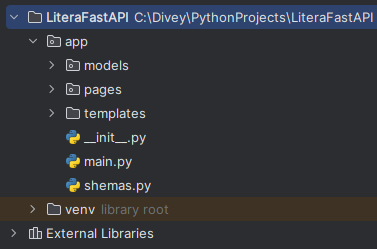 LiteraFastAPI C:\Divey\PythonProjects\LiteraFastAPI
app
models
pages
templates
__init__.py
main.py
shemas.py
venv library root
External Libraries